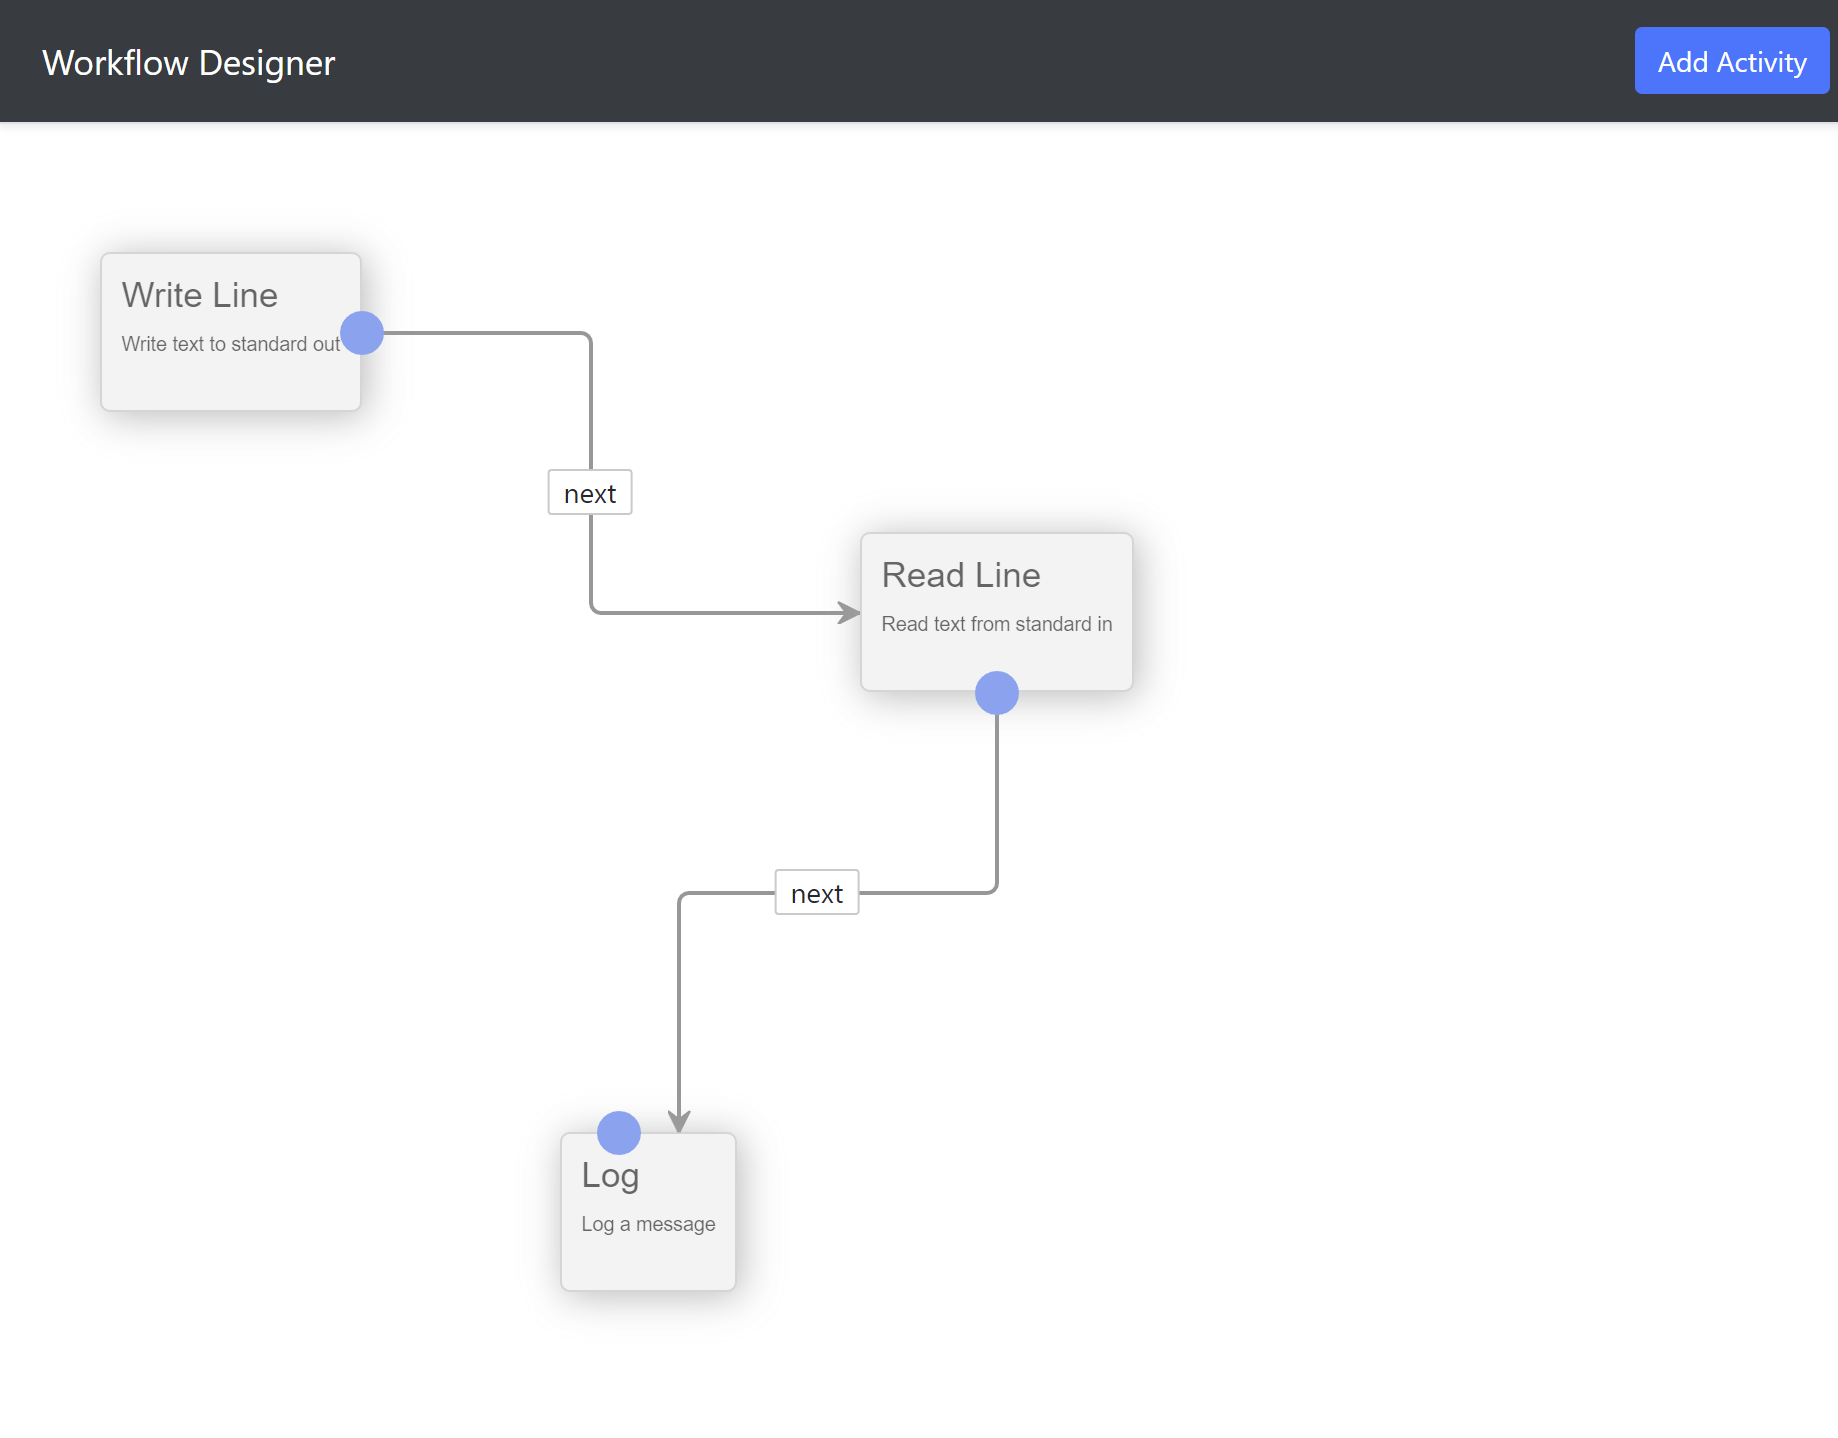 Workflow Designer
Add Activity
Write Line
Write text to standard out
next
Read Line
Read text from standard in
next
Log
Log a message